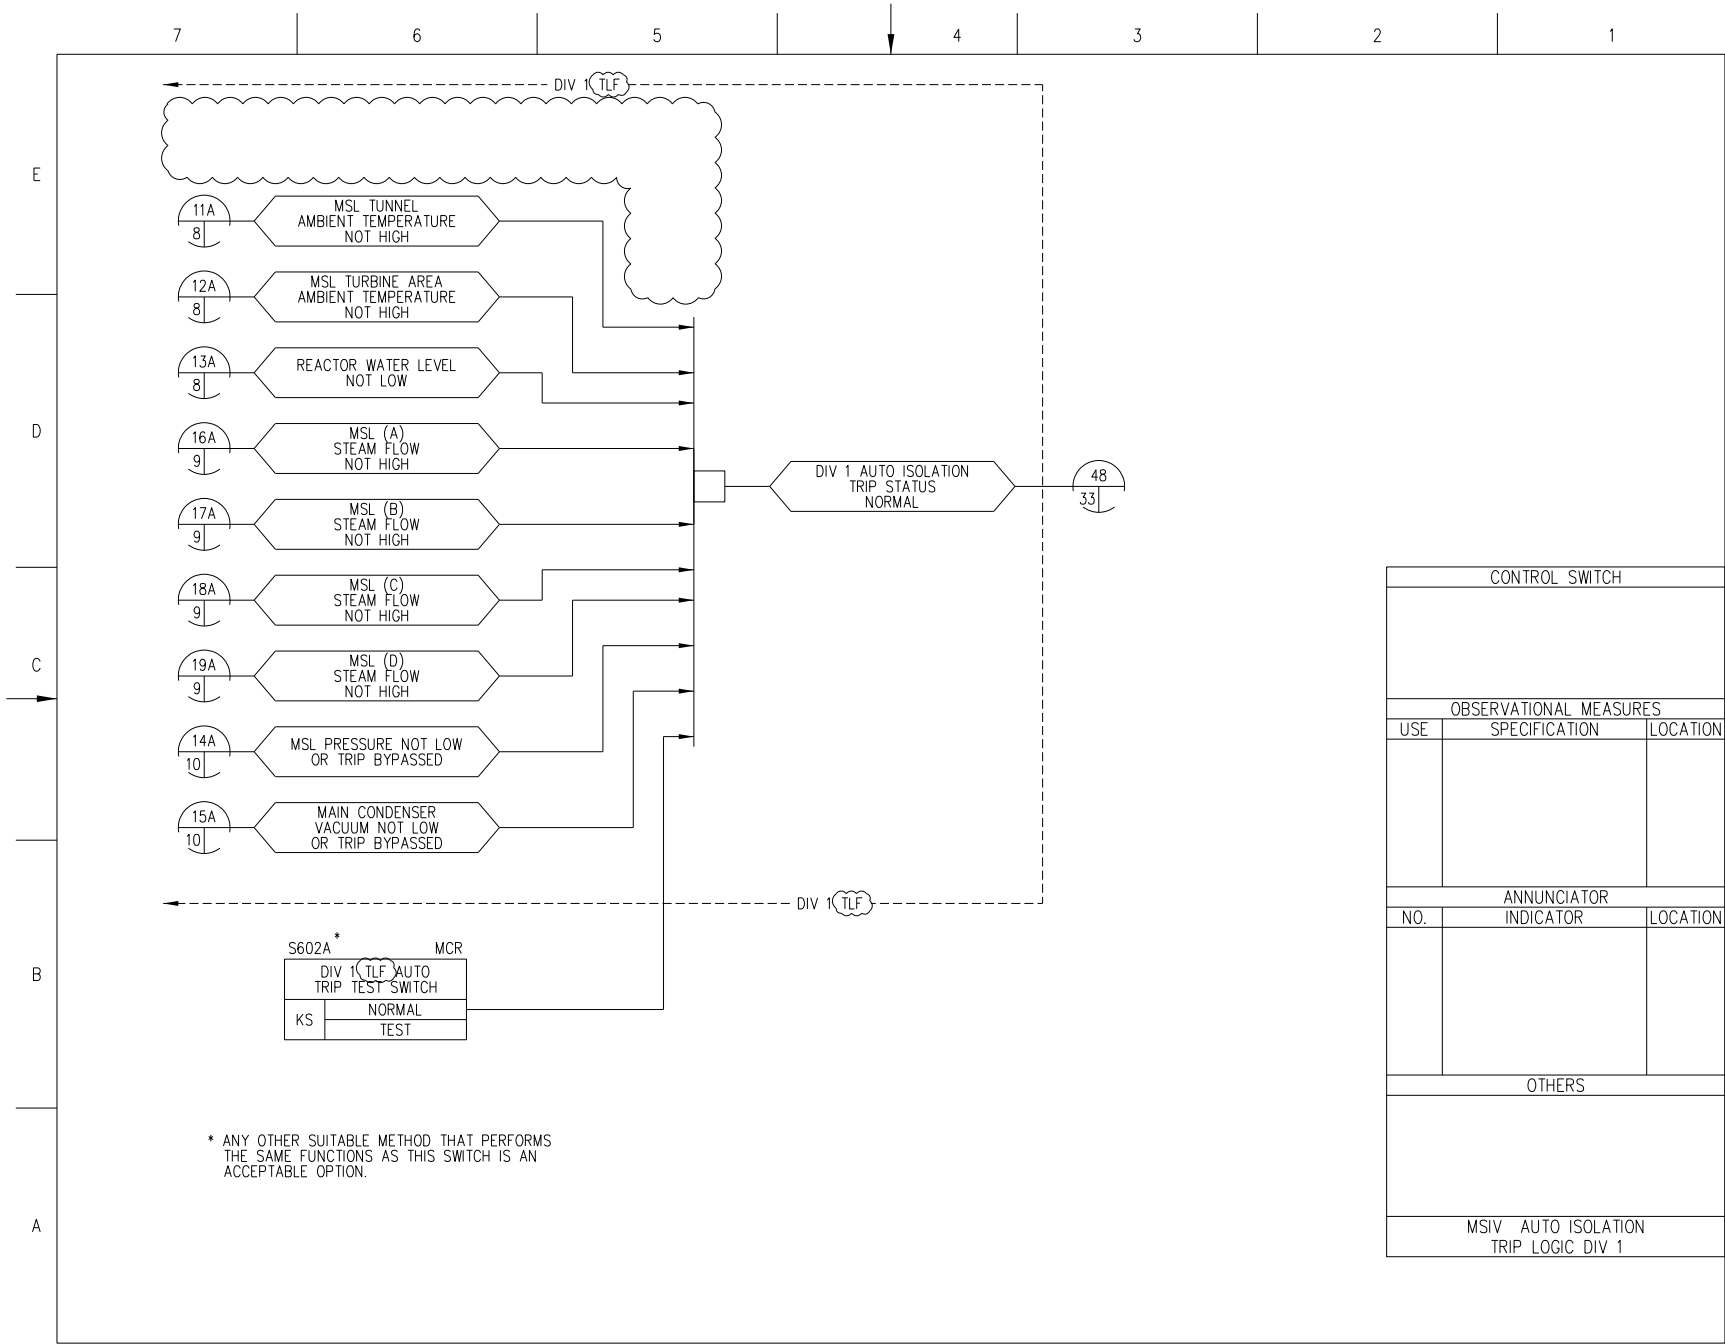 7 6 5 4 3 2 1
DIV 1 TLF
E
11A
8
MSL TUNNEL
AMBIENT TEMPERATURE
NOT HIGH
12A
8
MSL TURBINE AREA
AMBIENT TEMPERATURE
NOT HIGH
13A
8
REACTOR WATER LEVEL
NOT LOW
D
16A
9
MSL (A)
STEAM FLOW
NOT HIGH
DIV 1 AUTO ISOLATION
TRIP STATUS
NORMAL
48
33
17A
9
MSL (B)
STEAM FLOW
NOT HIGH
18A
9
MSL (C)
STEAM FLOW
NOT HIGH
C
19A
9
MSL (D)
STEAM FLOW
NOT HIGH
14A
10
MSL PRESSURE NOT LOW
OR TRIP BYPASSED
15A
10
MAIN CONDENSER
VACUUM NOT LOW
OR TRIP BYPASSED
DIV 1 TLF
B
S602A * MCR
DIV 1 TLF AUTO
TRIP TEST SWITCH
KS
NORMAL
TEST
* ANY OTHER SUITABLE METHOD THAT PERFORMS
THE SAME FUNCTIONS AS THIS SWITCH IS AN
ACCEPTABLE OPTION.
A
CONTROL SWITCH
OBSERVATIONAL MEASURES
USE SPECIFICATION LOCATION
ANNUNCIATOR
NO. INDICATOR LOCATION
OTHERS
MSIV AUTO ISOLATION
TRIP LOGIC DIV 1